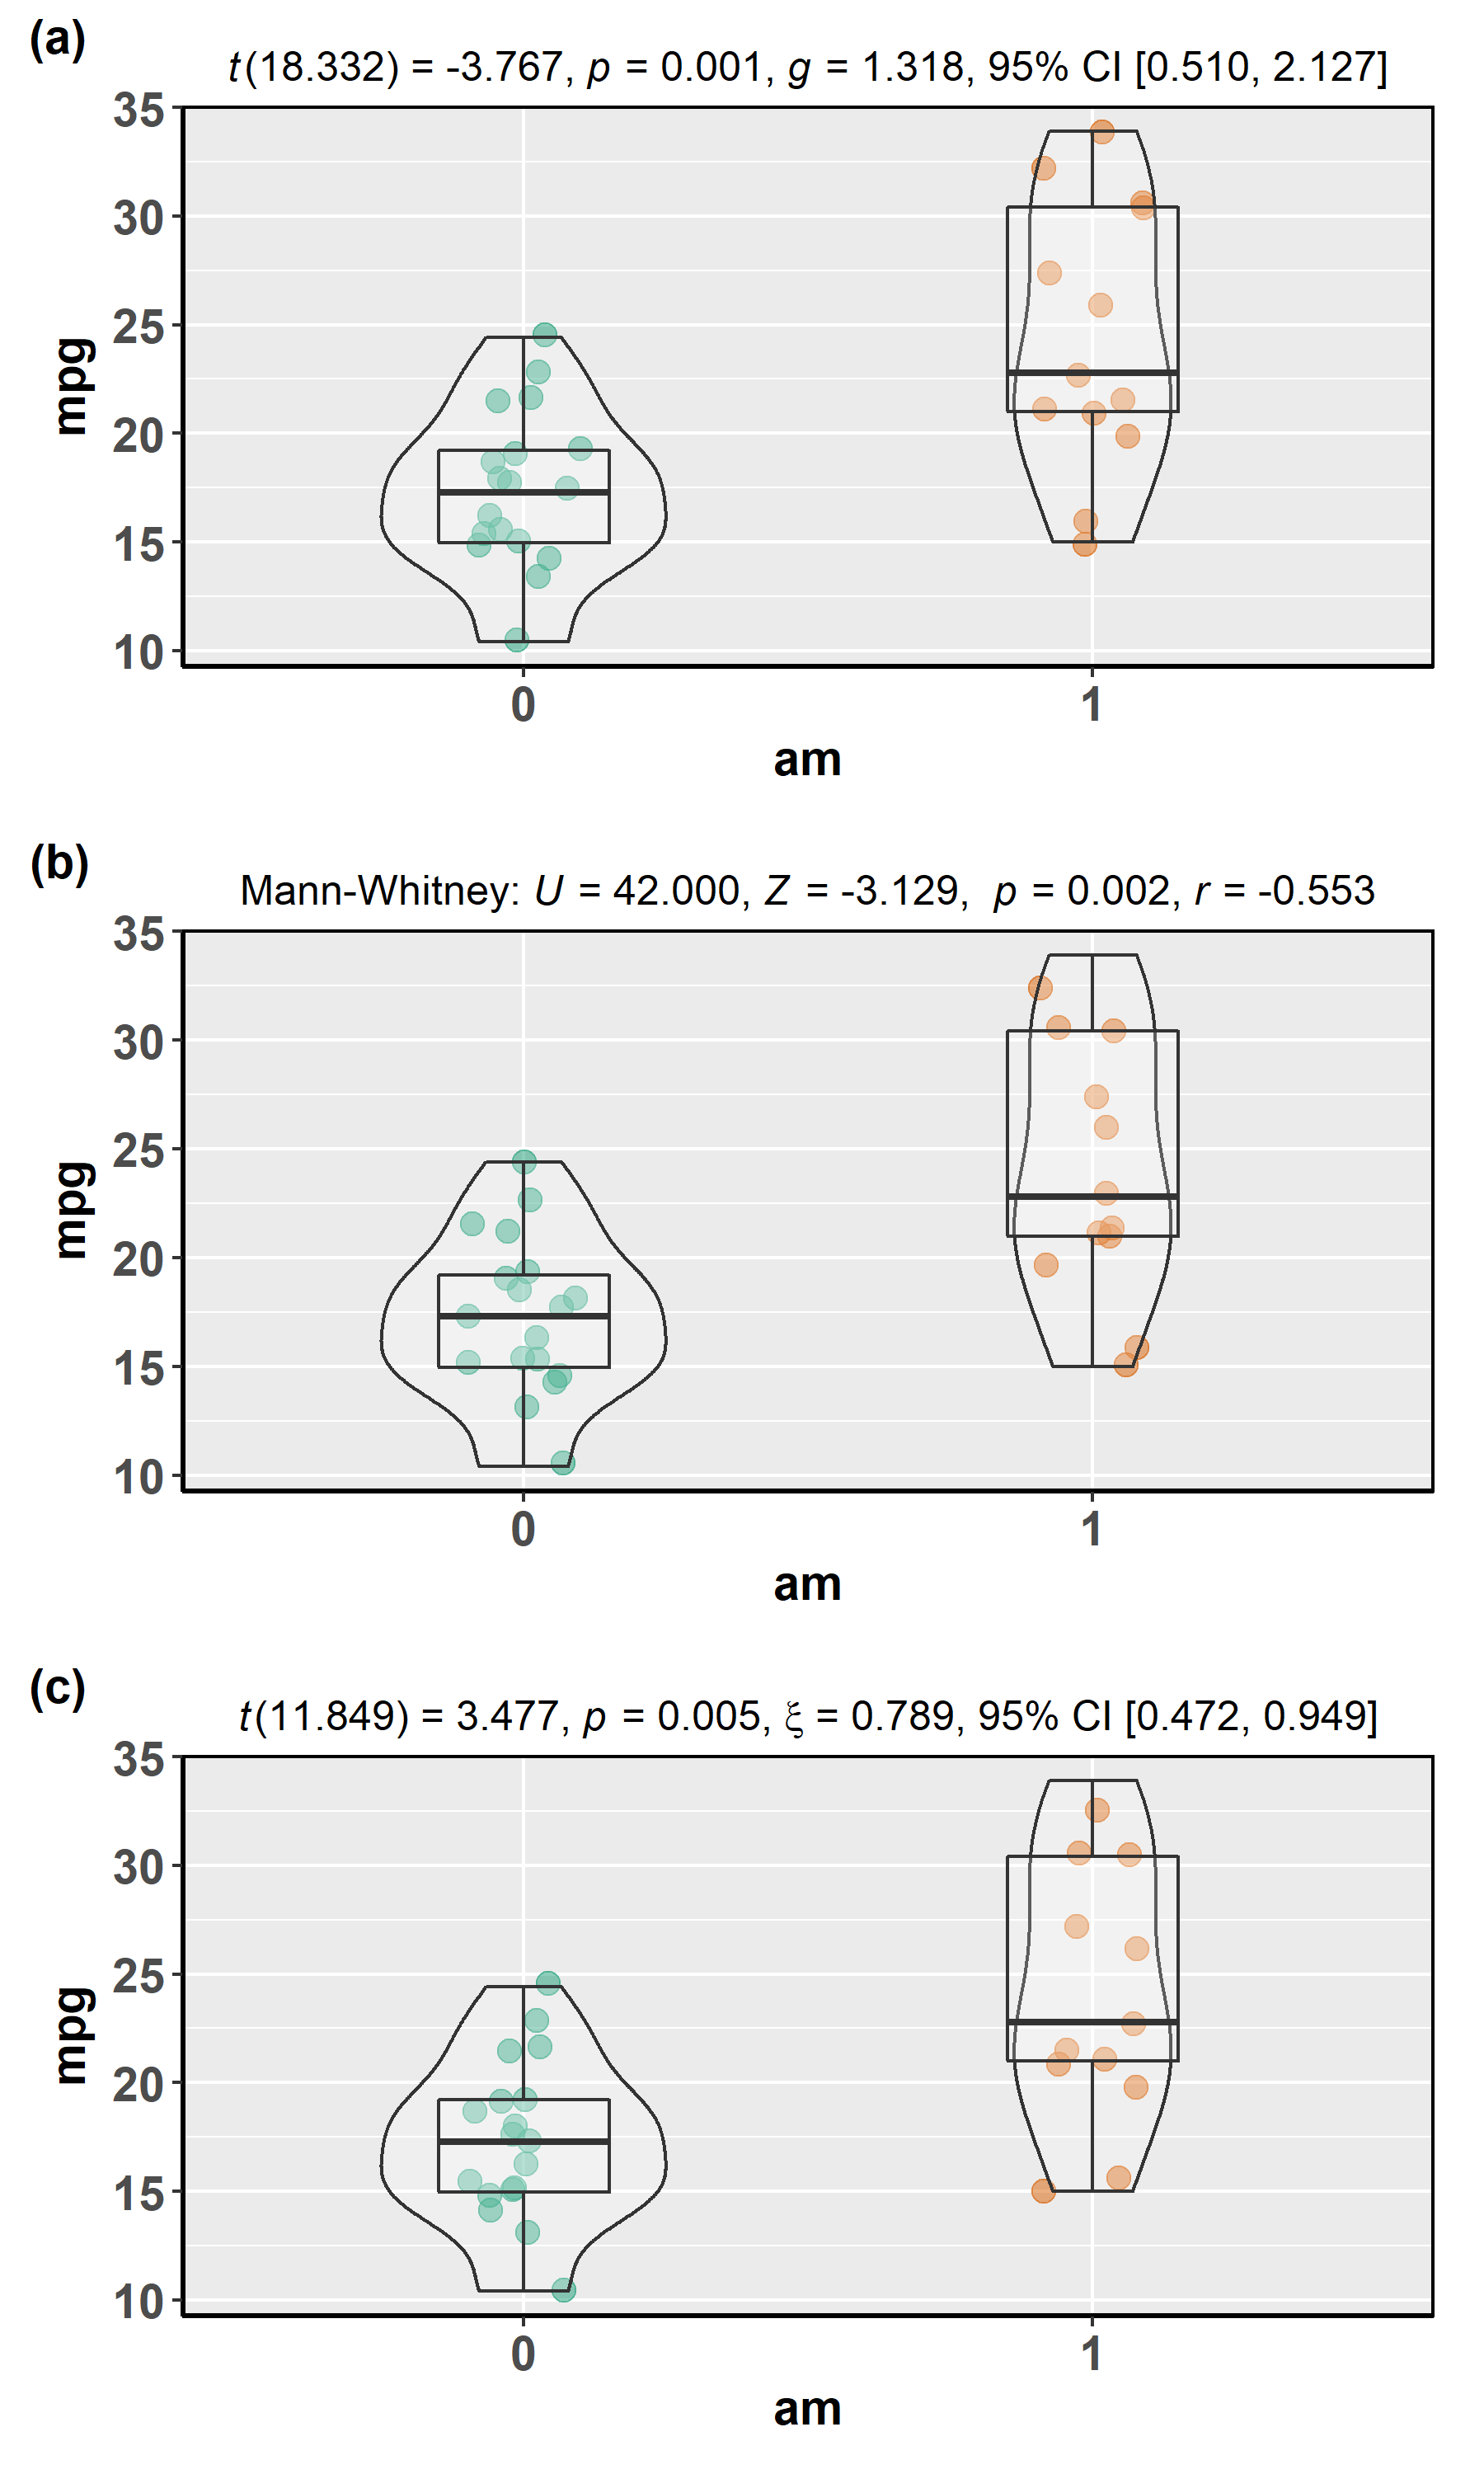 (a)
t(18.332) = -3.767, p = 0.001, g = 1.318, 95% CI [0.510, 2.127]
35
30
25
20
15
10
mpg
0 1
am
(b)
Mann-Whitney: U = 42.000, Z = -3.129, p = 0.002, r = -0.553
35
30
25
20
15
10
mpg
0 1
am
(c)
t(11.849) = 3.477, p = 0.005, ξ = 0.789, 95% CI [0.472, 0.949]
35
30
25
20
15
10
mpg
0 1
am